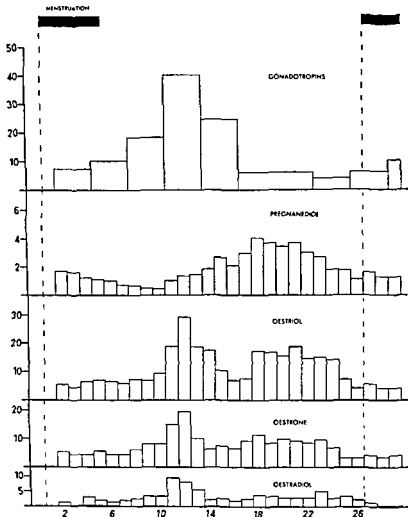 MENSTRUATION
50
40
30
20
10
GONADOTROPINS
6
4
2
PREGNANEDIOL
30
20
10
OESTRIOL
20
10
OESTRONE
10
5
OESTRADIOL
2 6 10 14 18 22 26